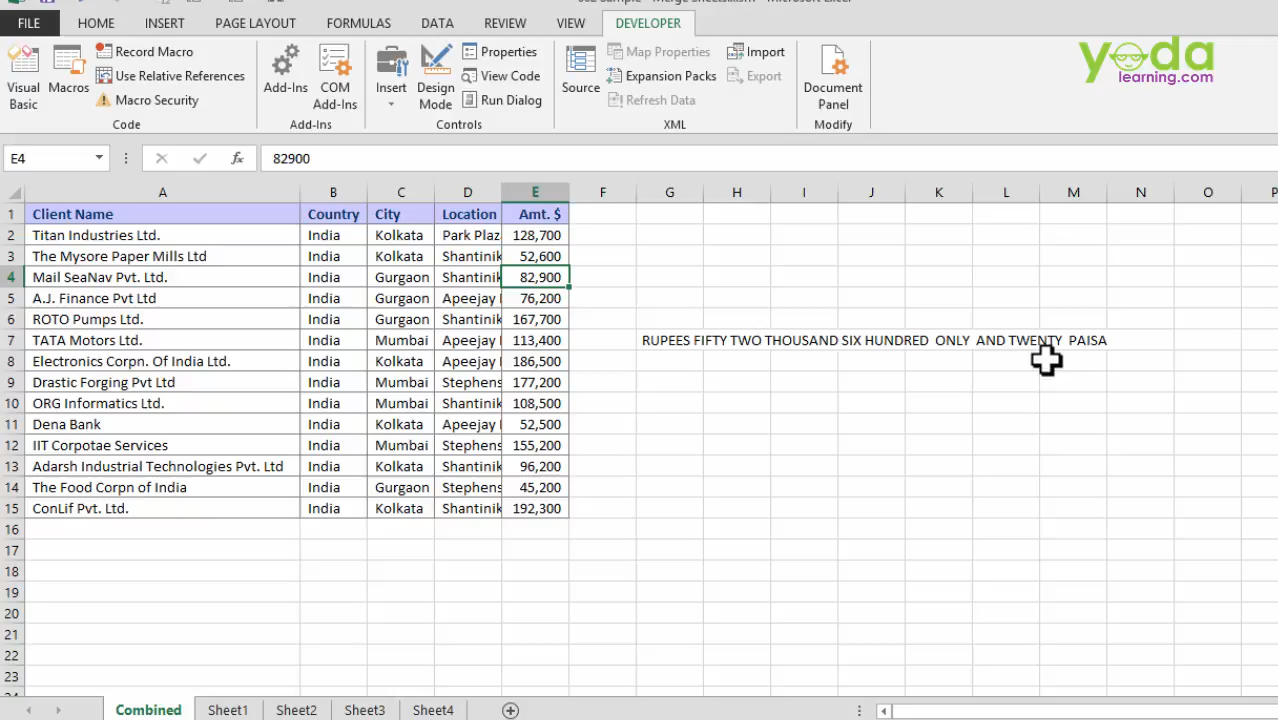 FILE HOME INSERT PAGE LAYOUT FORMULAS DATA REVIEW VIEW DEVELOPER
yoda
learning.com
Visual Basic
Macros
Record Macro
Use Relative References
Macro Security
Code
Add-Ins
COM Add-Ins
Add-Ins
Insert
Design Mode
Properties
View Code
Run Dialog
Controls
Source
Map Properties
Expansion Packs
Refresh Data
Import
Export
XML
Document Panel
Modify
E4 fx 82900
A B C D E F G H I J K L M N O P
1 Client Name Country City Location Amt. $
2 Titan Industries Ltd. India Kolkata Park Plaz 128,700
3 The Mysore Paper Mills Ltd India Kolkata Shantinik 52,600
4 Mail SeaNav Pvt. Ltd. India Gurgaon Shantinik 82,900
5 A.J. Finance Pvt Ltd India Gurgaon Apeejay 76,200
6 ROTO Pumps Ltd. India Gurgaon Shantinik 167,700
7 TATA Motors Ltd. India Mumbai Apeejay 113,400 RUPEES FIFTY TWO THOUSAND SIX HUNDRED ONLY AND TWENTY PAISA
8 Electronics Corpn. Of India Ltd. India Kolkata Apeejay 186,500
9 Drastic Forging Pvt Ltd India Mumbai Stephens 177,200
10 ORG Informatics Ltd. India Mumbai Shantinik 108,500
11 Dena Bank India Kolkata Apeejay 52,500
12 IIT Corpotae Services India Mumbai Stephens 155,200
13 Adarsh Industrial Technologies Pvt. Ltd India Kolkata Shantinik 96,200
14 The Food Corpn of India India Gurgaon Stephens 45,200
15 ConLif Pvt. Ltd. India Kolkata Shantinik 192,300
16
17
18
19
20
21
22
23
Combined Sheet1 Sheet2 Sheet3 Sheet4